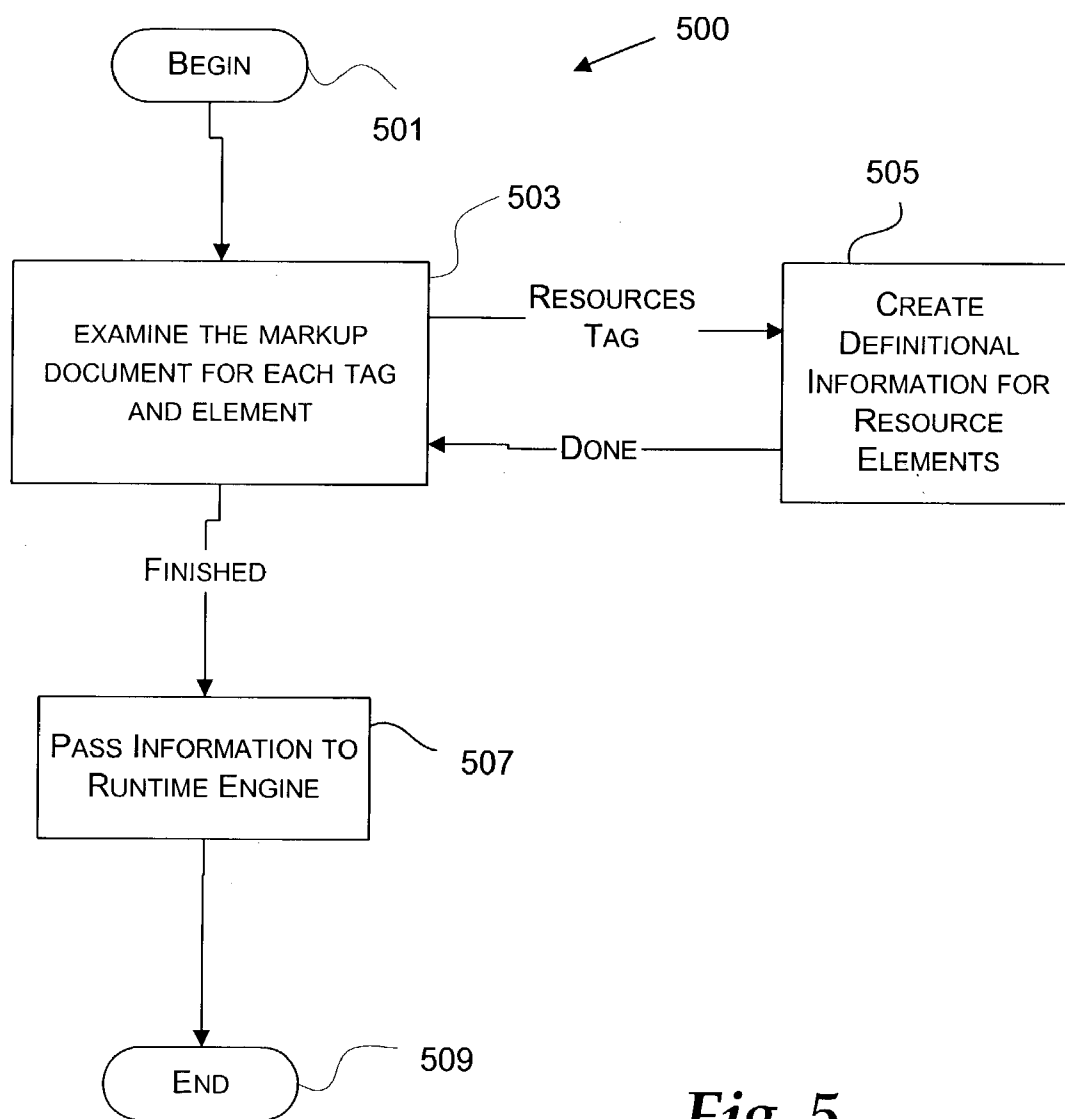 500
BEGIN
501
503
505
EXAMINE THE MARKUP
DOCUMENT FOR EACH TAG
AND ELEMENT
RESOURCES
TAG
CREATE
DEFINITIONAL
INFORMATION FOR
RESOURCE
ELEMENTS
DONE
FINISHED
PASS INFORMATION TO
RUNTIME ENGINE
507
END
509
Fig. 5